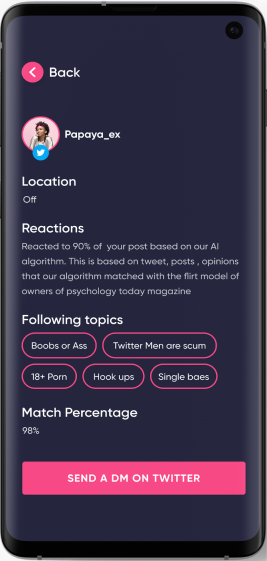 Back
Papaya_ex
Location
Off
Reactions
Reacted to 90% of your post based on our AI
algorithm. This is based on tweet, posts , opinions
that our algorithm matched with the flirt model of
owners of psychology today magazine
Following topics
Boobs or Ass
Twitter Men are scum
18+ Porn
Hook ups
Single baes
Match Percentage
98%
SEND A DM ON TWITTER